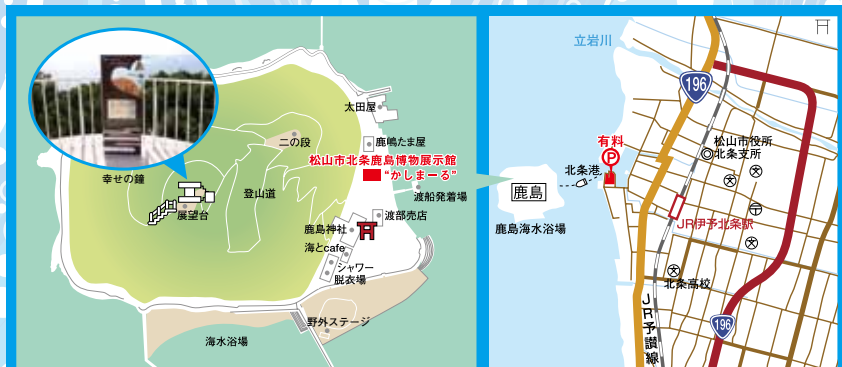 太田屋
二の段
鹿嶋たま屋
松山市北条鹿島博物展示館
“かしまーる”
幸せの鐘
登山道
展望台
渡船発着場
渡部売店
鹿島神社
海とcafe
シャワー
脱衣場
野外ステージ
海水浴場
立岩川
196
有料
P
松山市役所
北条支所
北条港
鹿島
鹿島海水浴場
JR伊予北条駅
文
文
文
文
北条高校
196
JR予讃線